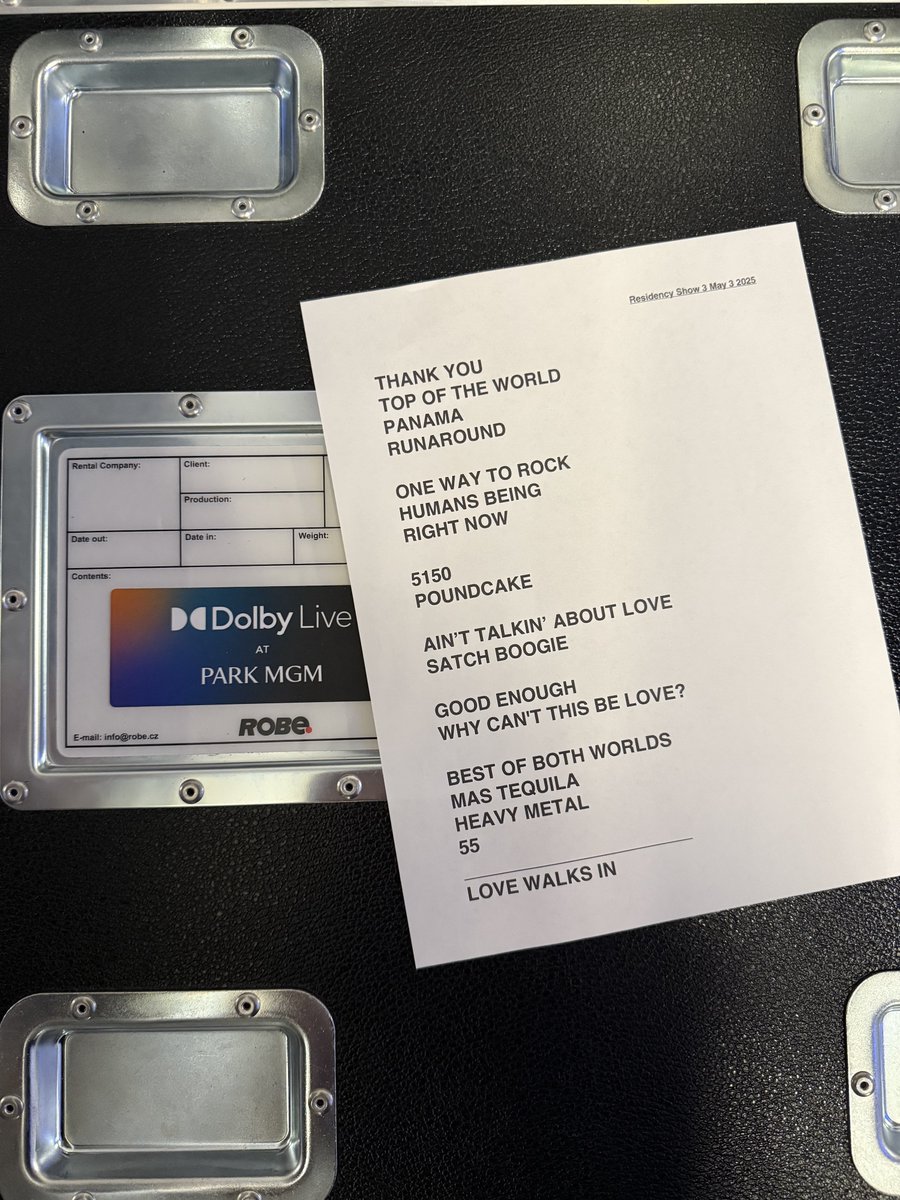 Residency Show 3 May 3 2025
THANK YOU
TOP OF THE WORLD
PANAMA
RUNAROUND
ONE WAY TO ROCK
HUMANS BEING
RIGHT NOW
5150
POUNDCAKE
AIN'T TALKIN' ABOUT LOVE
SATCH BOOGIE
GOOD ENOUGH
WHY CAN'T THIS BE LOVE?
BEST OF BOTH WORLDS
MAS TEQUILA
HEAVY METAL
55
LOVE WALKS IN
Rental Company:
Client:
Production:
Date out:
Date in:
Weight:
Contents:
Dolby Live
AT
PARK MGM
ROBe
E-mail: info@robe.cz